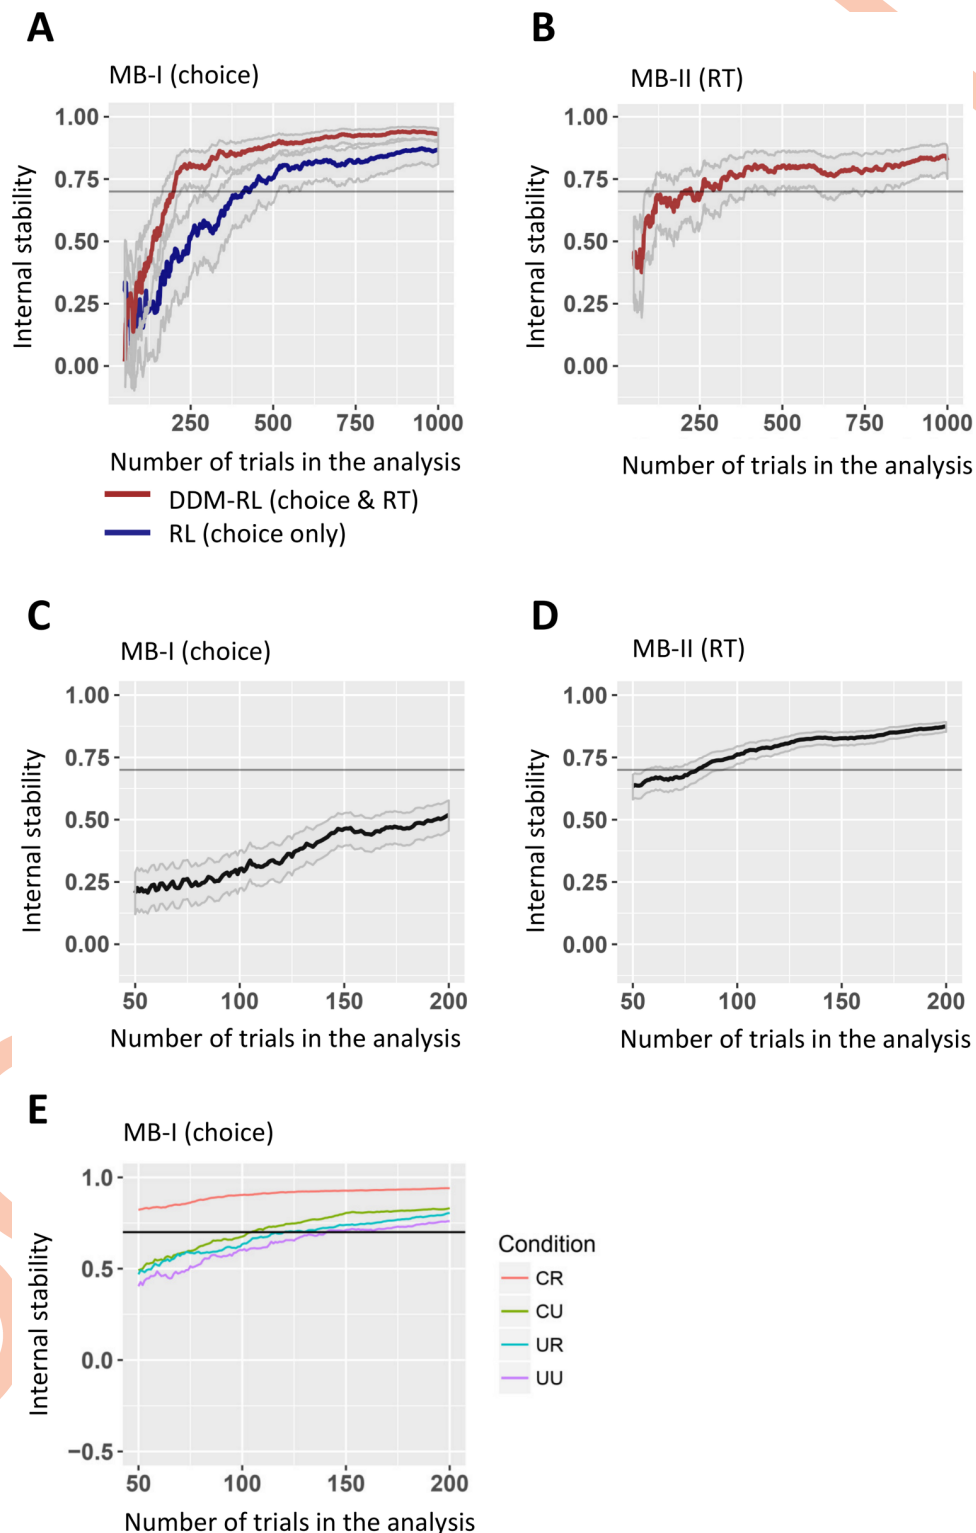 A
MB-I (choice)
Internal stability
1.00
0.75
0.50
0.25
0.00
250 500 750 1000
Number of trials in the analysis
DDM-RL (choice & RT)
RL (choice only)
B
MB-II (RT)
Internal stability
1.00
0.75
0.50
0.25
0.00
250 500 750 1000
Number of trials in the analysis
C
MB-I (choice)
Internal stability
1.00
0.75
0.50
0.25
0.00
50 100 150 200
Number of trials in the analysis
D
MB-II (RT)
Internal stability
1.00
0.75
0.50
0.25
0.00
50 100 150 200
Number of trials in the analysis
E
MB-I (choice)
Internal stability
1.0
0.5
0.0
−0.5
50 100 150 200
Number of trials in the analysis
Condition
CR
CU
UR
UU